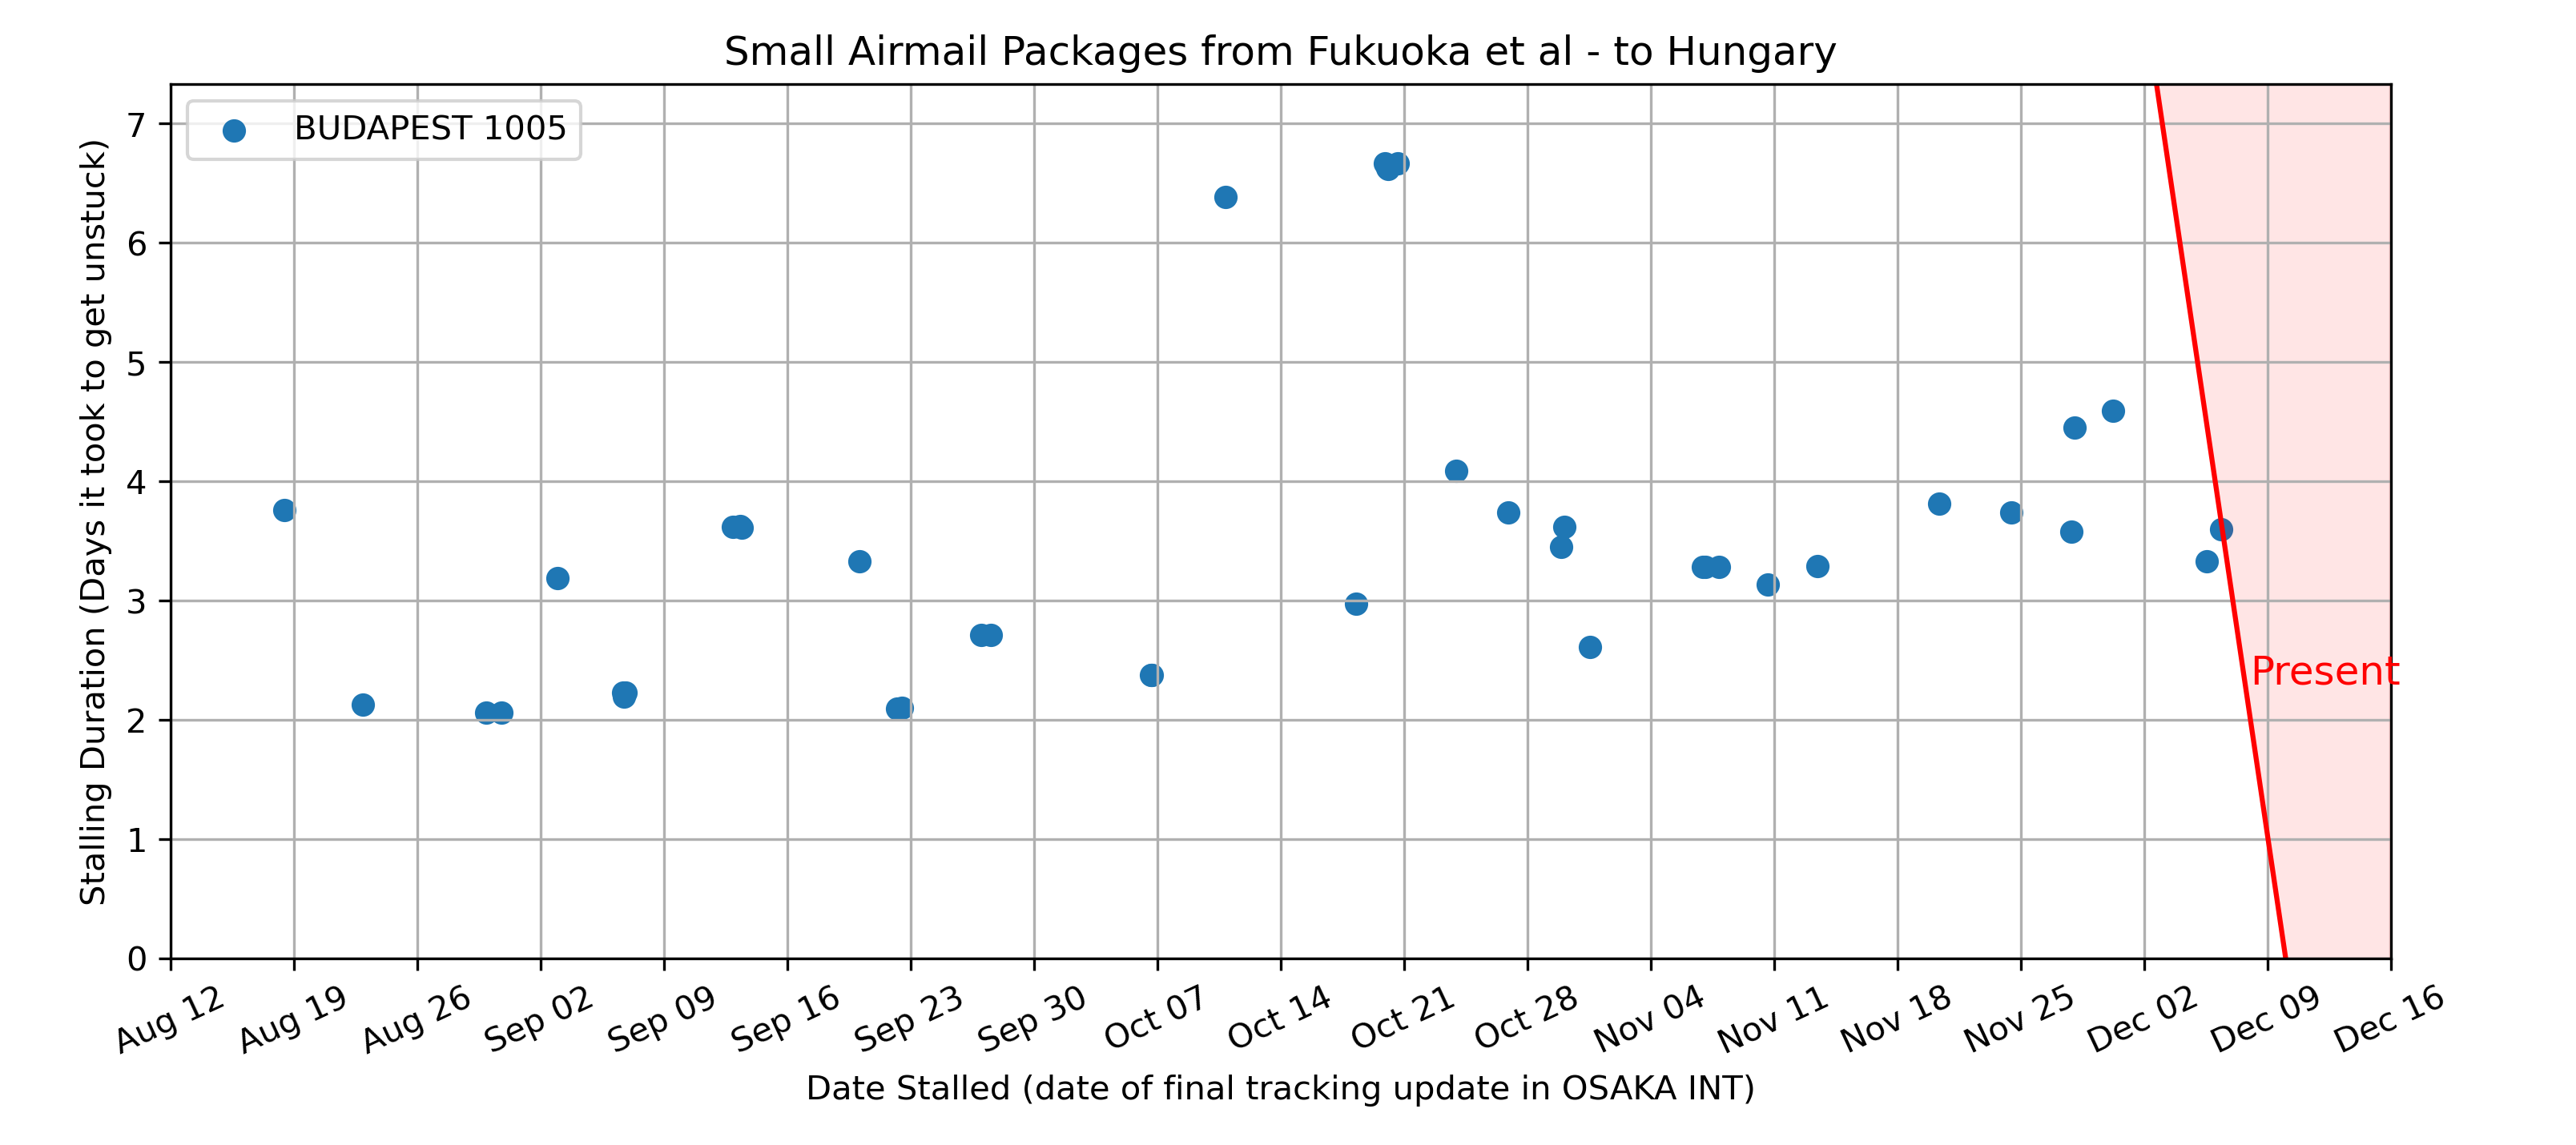 Small Airmail Packages from Fukuoka et al - to Hungary
BUDAPEST 1005
Stalling Duration (Days it took to get unstuck)
7
6
5
4
3
2
1
0
Present
Aug 12
Aug 19
Aug 26
Sep 02
Sep 09
Sep 16
Sep 23
Sep 30
Oct 07
Oct 14
Oct 21
Oct 28
Nov 04
Nov 11
Nov 18
Nov 25
Dec 02
Dec 09
Dec 16
Date Stalled (date of final tracking update in OSAKA INT)